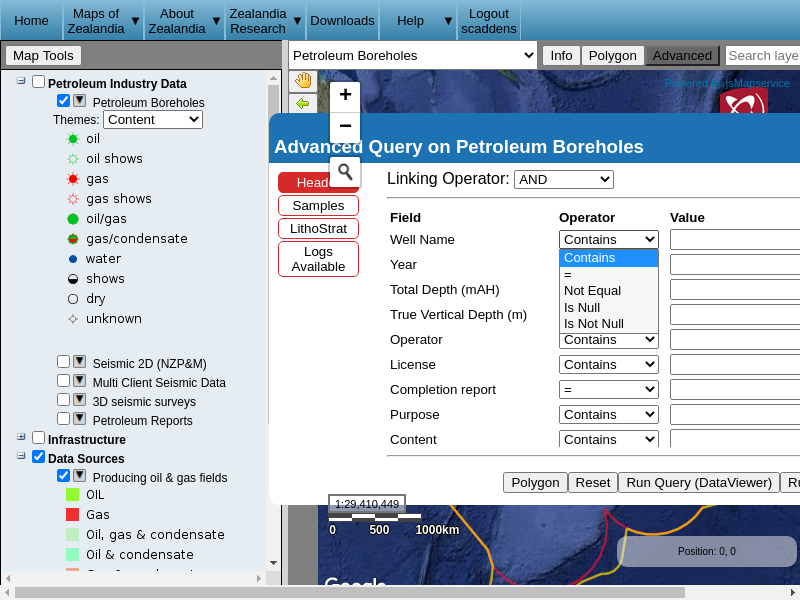 Home
Maps of Zealandia ▼
About Zealandia ▼
Zealandia Research ▼
Downloads
Help ▼
Logout scaddens
Map Tools
Petroleum Boreholes
Info
Polygon
Advanced
Search laye
Petroleum Industry Data
Petroleum Boreholes
Themes: Content
oil
oil shows
gas
gas shows
oil/gas
gas/condensate
water
shows
dry
unknown
Seismic 2D (NZP&M)
Multi Client Seismic Data
3D seismic surveys
Petroleum Reports
Infrastructure
Data Sources
Producing oil & gas fields
OIL
Gas
Oil, gas & condensate
Oil & condensate
Powered by jsMapservice
+
−
Advanced Query on Petroleum Boreholes
Heade
Samples
LithoStrat
Logs
Available
Linking Operator: AND
Field Operator Value
Well Name Contains
Year
Total Depth (mAH)
True Vertical Depth (m)
Contains
=
Not Equal
Is Null
Is Not Null
Operator Contains
License Contains
Completion report =
Purpose Contains
Content Contains
Polygon
Reset
Run Query (DataViewer)
Ru
1:29,410,449
0 500 1000km
Position: 0, 0
Google